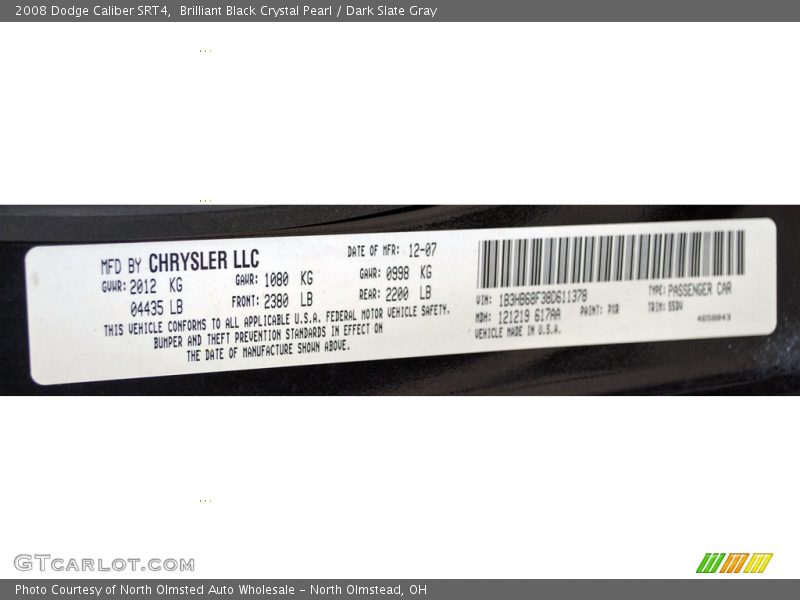 2008 Dodge Caliber SRT4,  Brilliant Black Crystal Pearl / Dark Slate Gray
MFD BY CHRYSLER LLC
DATE OF MFR: 12-07
GVWR: 2012 KG
04435 LB
GAWR: 1080 KG
FRONT: 2380 LB
GAWR: 0998 KG
REAR: 2200 LB
THIS VEHICLE CONFORMS TO ALL APPLICABLE U.S.A. FEDERAL MOTOR VEHICLE SAFETY,
BUMPER AND THEFT PREVENTION STANDARDS IN EFFECT ON
THE DATE OF MANUFACTURE SHOWN ABOVE.
VIN: 1B3HB68F38D611378
TYPE: PASSENGER CAR
MDH: 121219 617AA
PAINT: PXR
TRIM:
VEHICLE MADE IN U.S.A.
4658043
GTCARLOT.COM
Photo Courtesy of North Olmsted Auto Wholesale - North Olmstead, OH